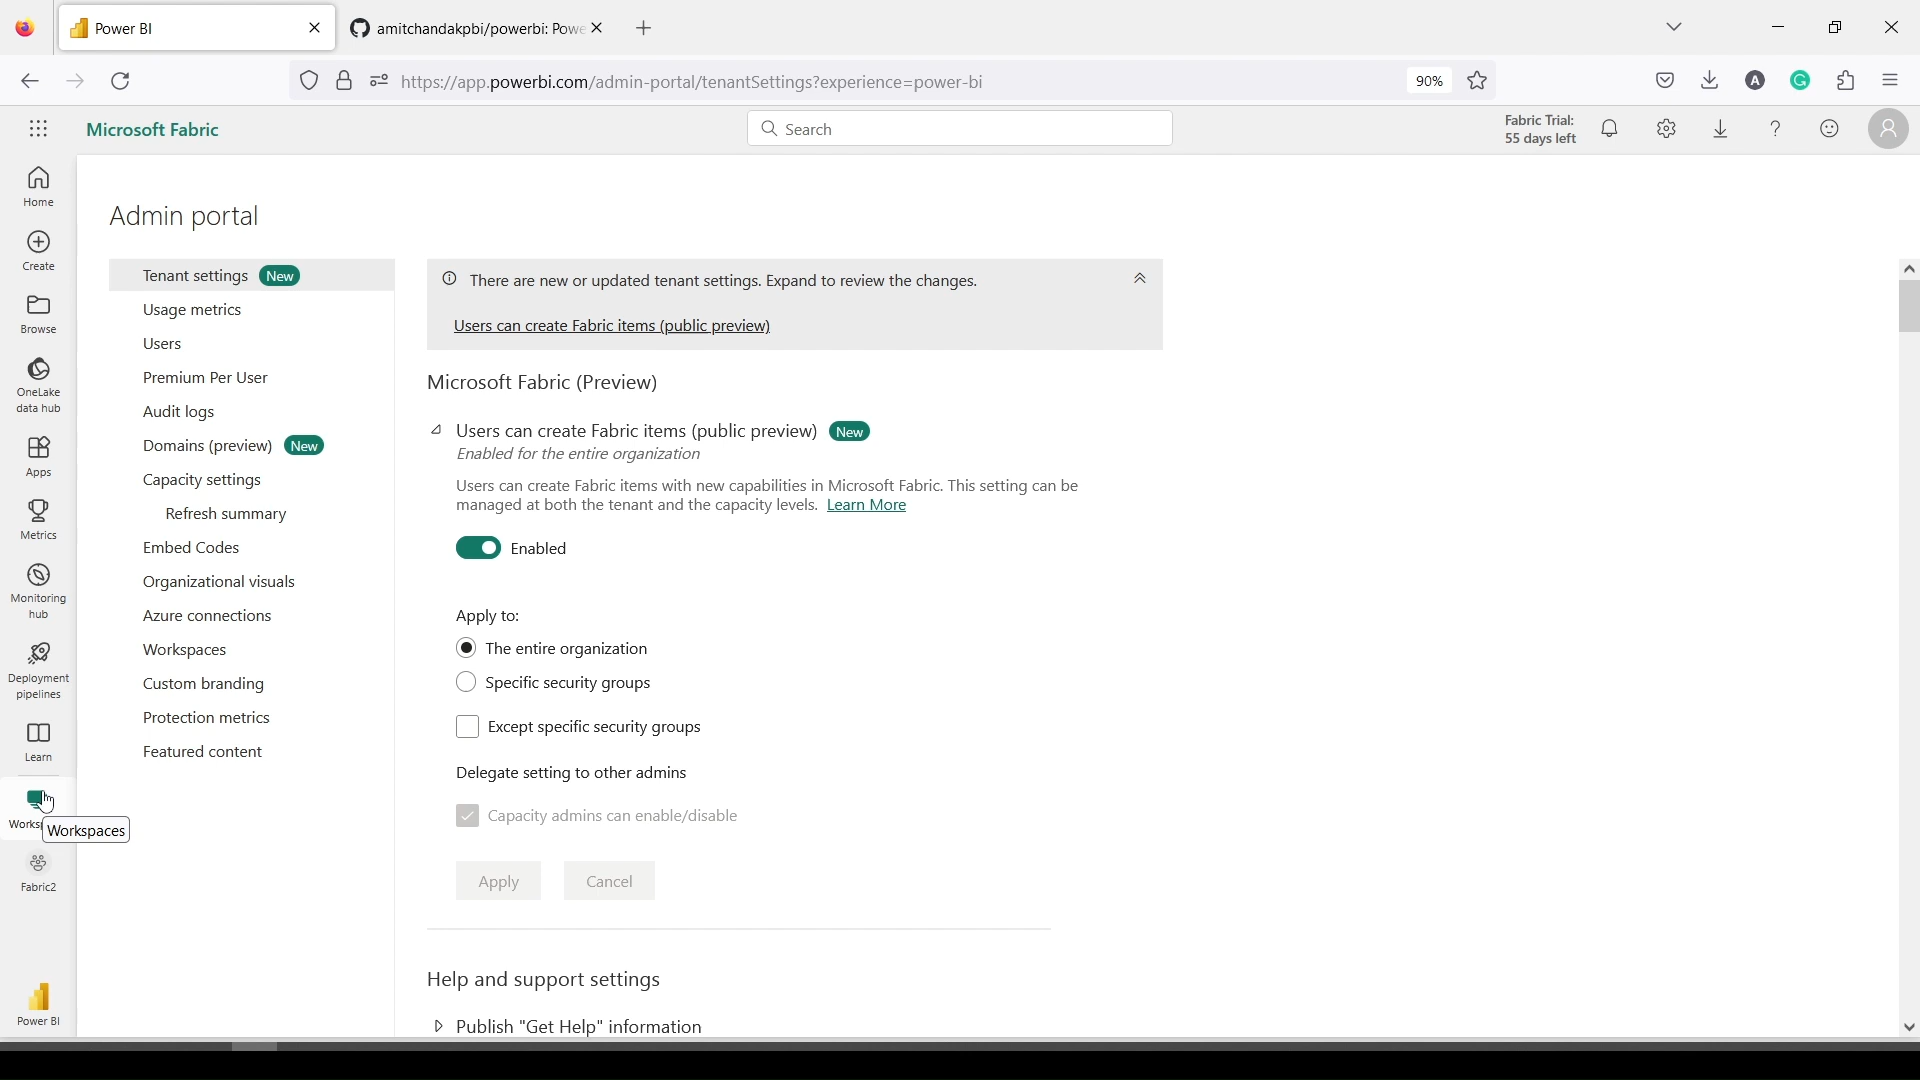 Power BI
amitchandakpbi/powerbi: Powe
https://app.powerbi.com/admin-portal/tenantSettings?experience=power-bi
90%
A
G
Microsoft Fabric
Search
Fabric Trial:
55 days left
?
Home
Create
Browse
OneLake
data hub
Apps
Metrics
Monitoring
hub
Deployment
pipelines
Learn
Works
Workspaces
Fabric2
Power BI
Admin portal
Tenant settings New
Usage metrics
Users
Premium Per User
Audit logs
Domains (preview) New
Capacity settings
Refresh summary
Embed Codes
Organizational visuals
Azure connections
Workspaces
Custom branding
Protection metrics
Featured content
There are new or updated tenant settings. Expand to review the changes.
Users can create Fabric items (public preview)
Microsoft Fabric (Preview)
Users can create Fabric items (public preview) New
Enabled for the entire organization
Users can create Fabric items with new capabilities in Microsoft Fabric. This setting can be
managed at both the tenant and the capacity levels. Learn More
Enabled
Apply to:
The entire organization
Specific security groups
Except specific security groups
Delegate setting to other admins
Capacity admins can enable/disable
Apply Cancel
Help and support settings
Publish "Get Help" information